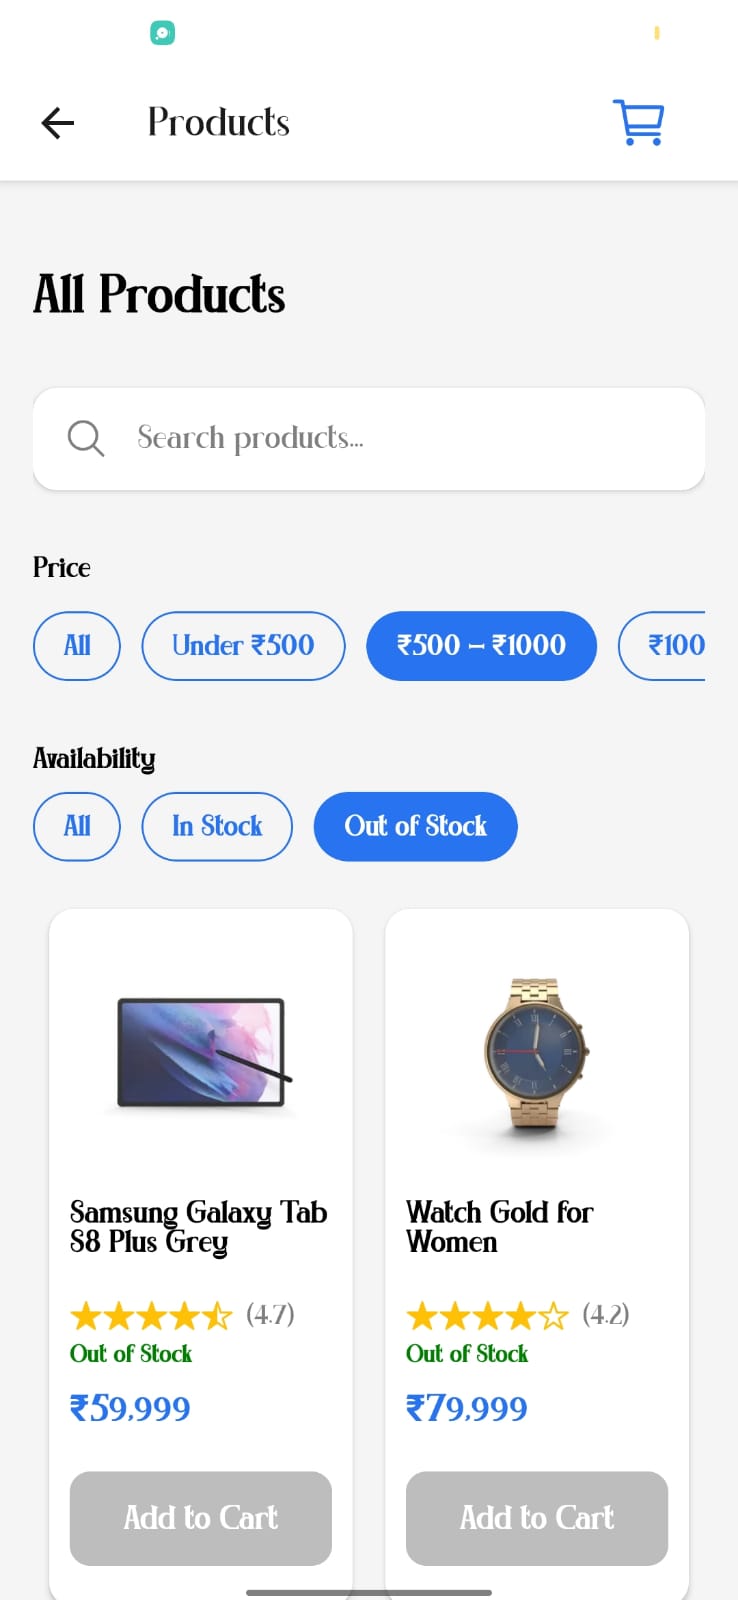 Products
All Products
Search products...
Price
All
Under ₹500
₹500 – ₹1000
₹100
Availability
All
In Stock
Out of Stock
Samsung Galaxy Tab
S8 Plus Grey
(4.7)
Out of Stock
₹59,999
Add to Cart
Watch Gold for
Women
(4.2)
Out of Stock
₹79,999
Add to Cart